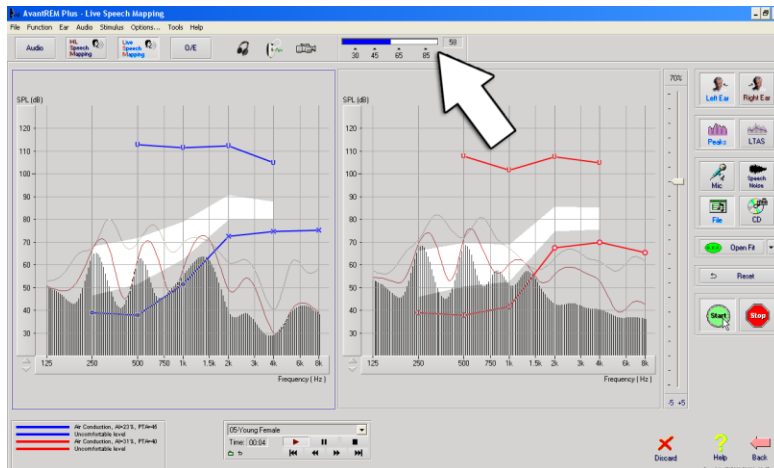 AvantREM Plus - Live Speech Mapping
File Function Ear Audio Stimulus Options... Tools Help
Audio
HL Speech Mapping
Live Speech Mapping
O/E
30 45 65 85
58
SPL (dB)
120
110
100
90
80
70
60
50
40
30
125 250 500 750 1k 1.5k 2k 3k 4k 6k 8k
Frequency ( Hz )
SPL (dB)
120
110
100
90
80
70
60
50
40
30
125 250 500 750 1k 1.5k 2k 3k 4k 6k 8k
Frequency ( Hz )
70%
-5 +5
Left Ear Right Ear
Peaks LTAS
Mic Speech Noise
File CD
Open Fit
Reset
Start Stop
Air Conduction, AI=23%, PTA=45
Uncomfortable level
Air Conduction, AI=31%, PTA=40
Uncomfortable level
05-Young Female
Time: 00:04
Discard Help Back